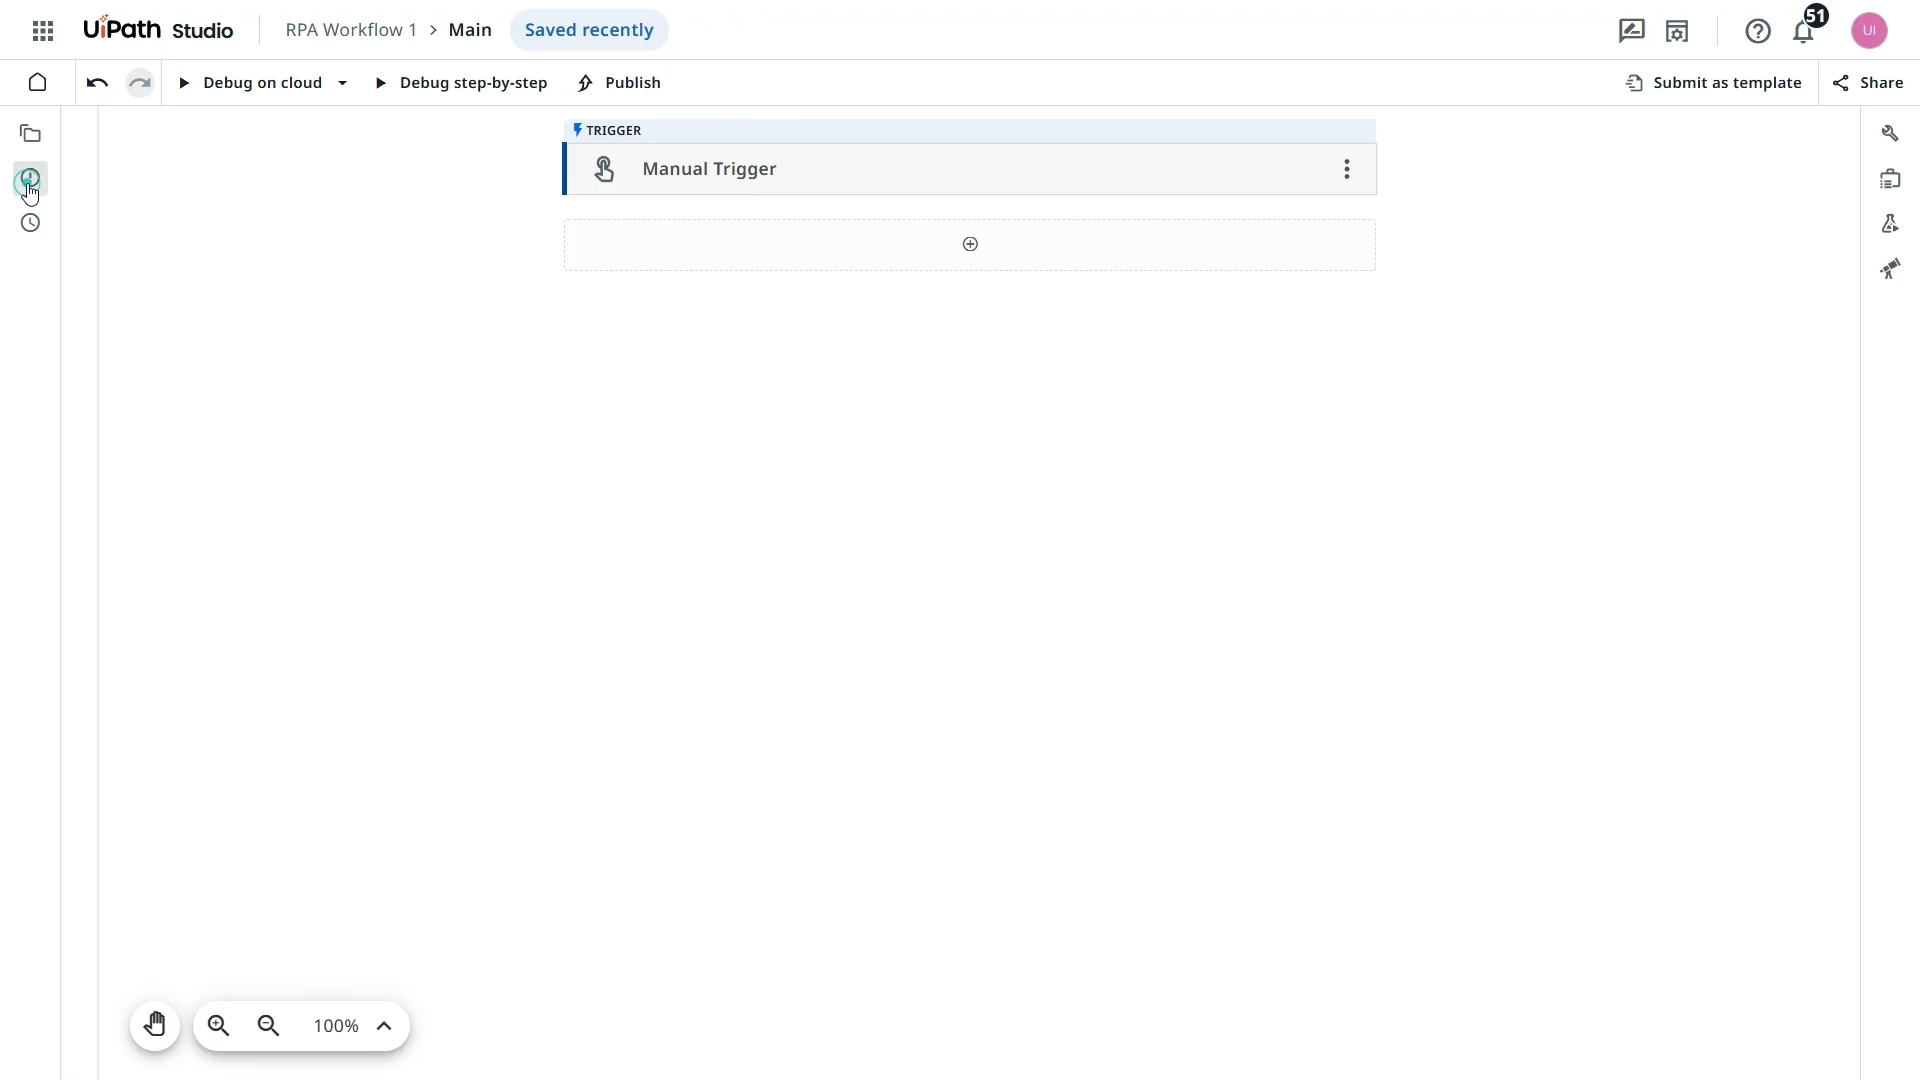 UiPath Studio RPA Workflow 1 > Main Saved recently 51 UI
Debug on cloud Debug step-by-step Publish Submit as template Share
TRIGGER
Manual Trigger
100%